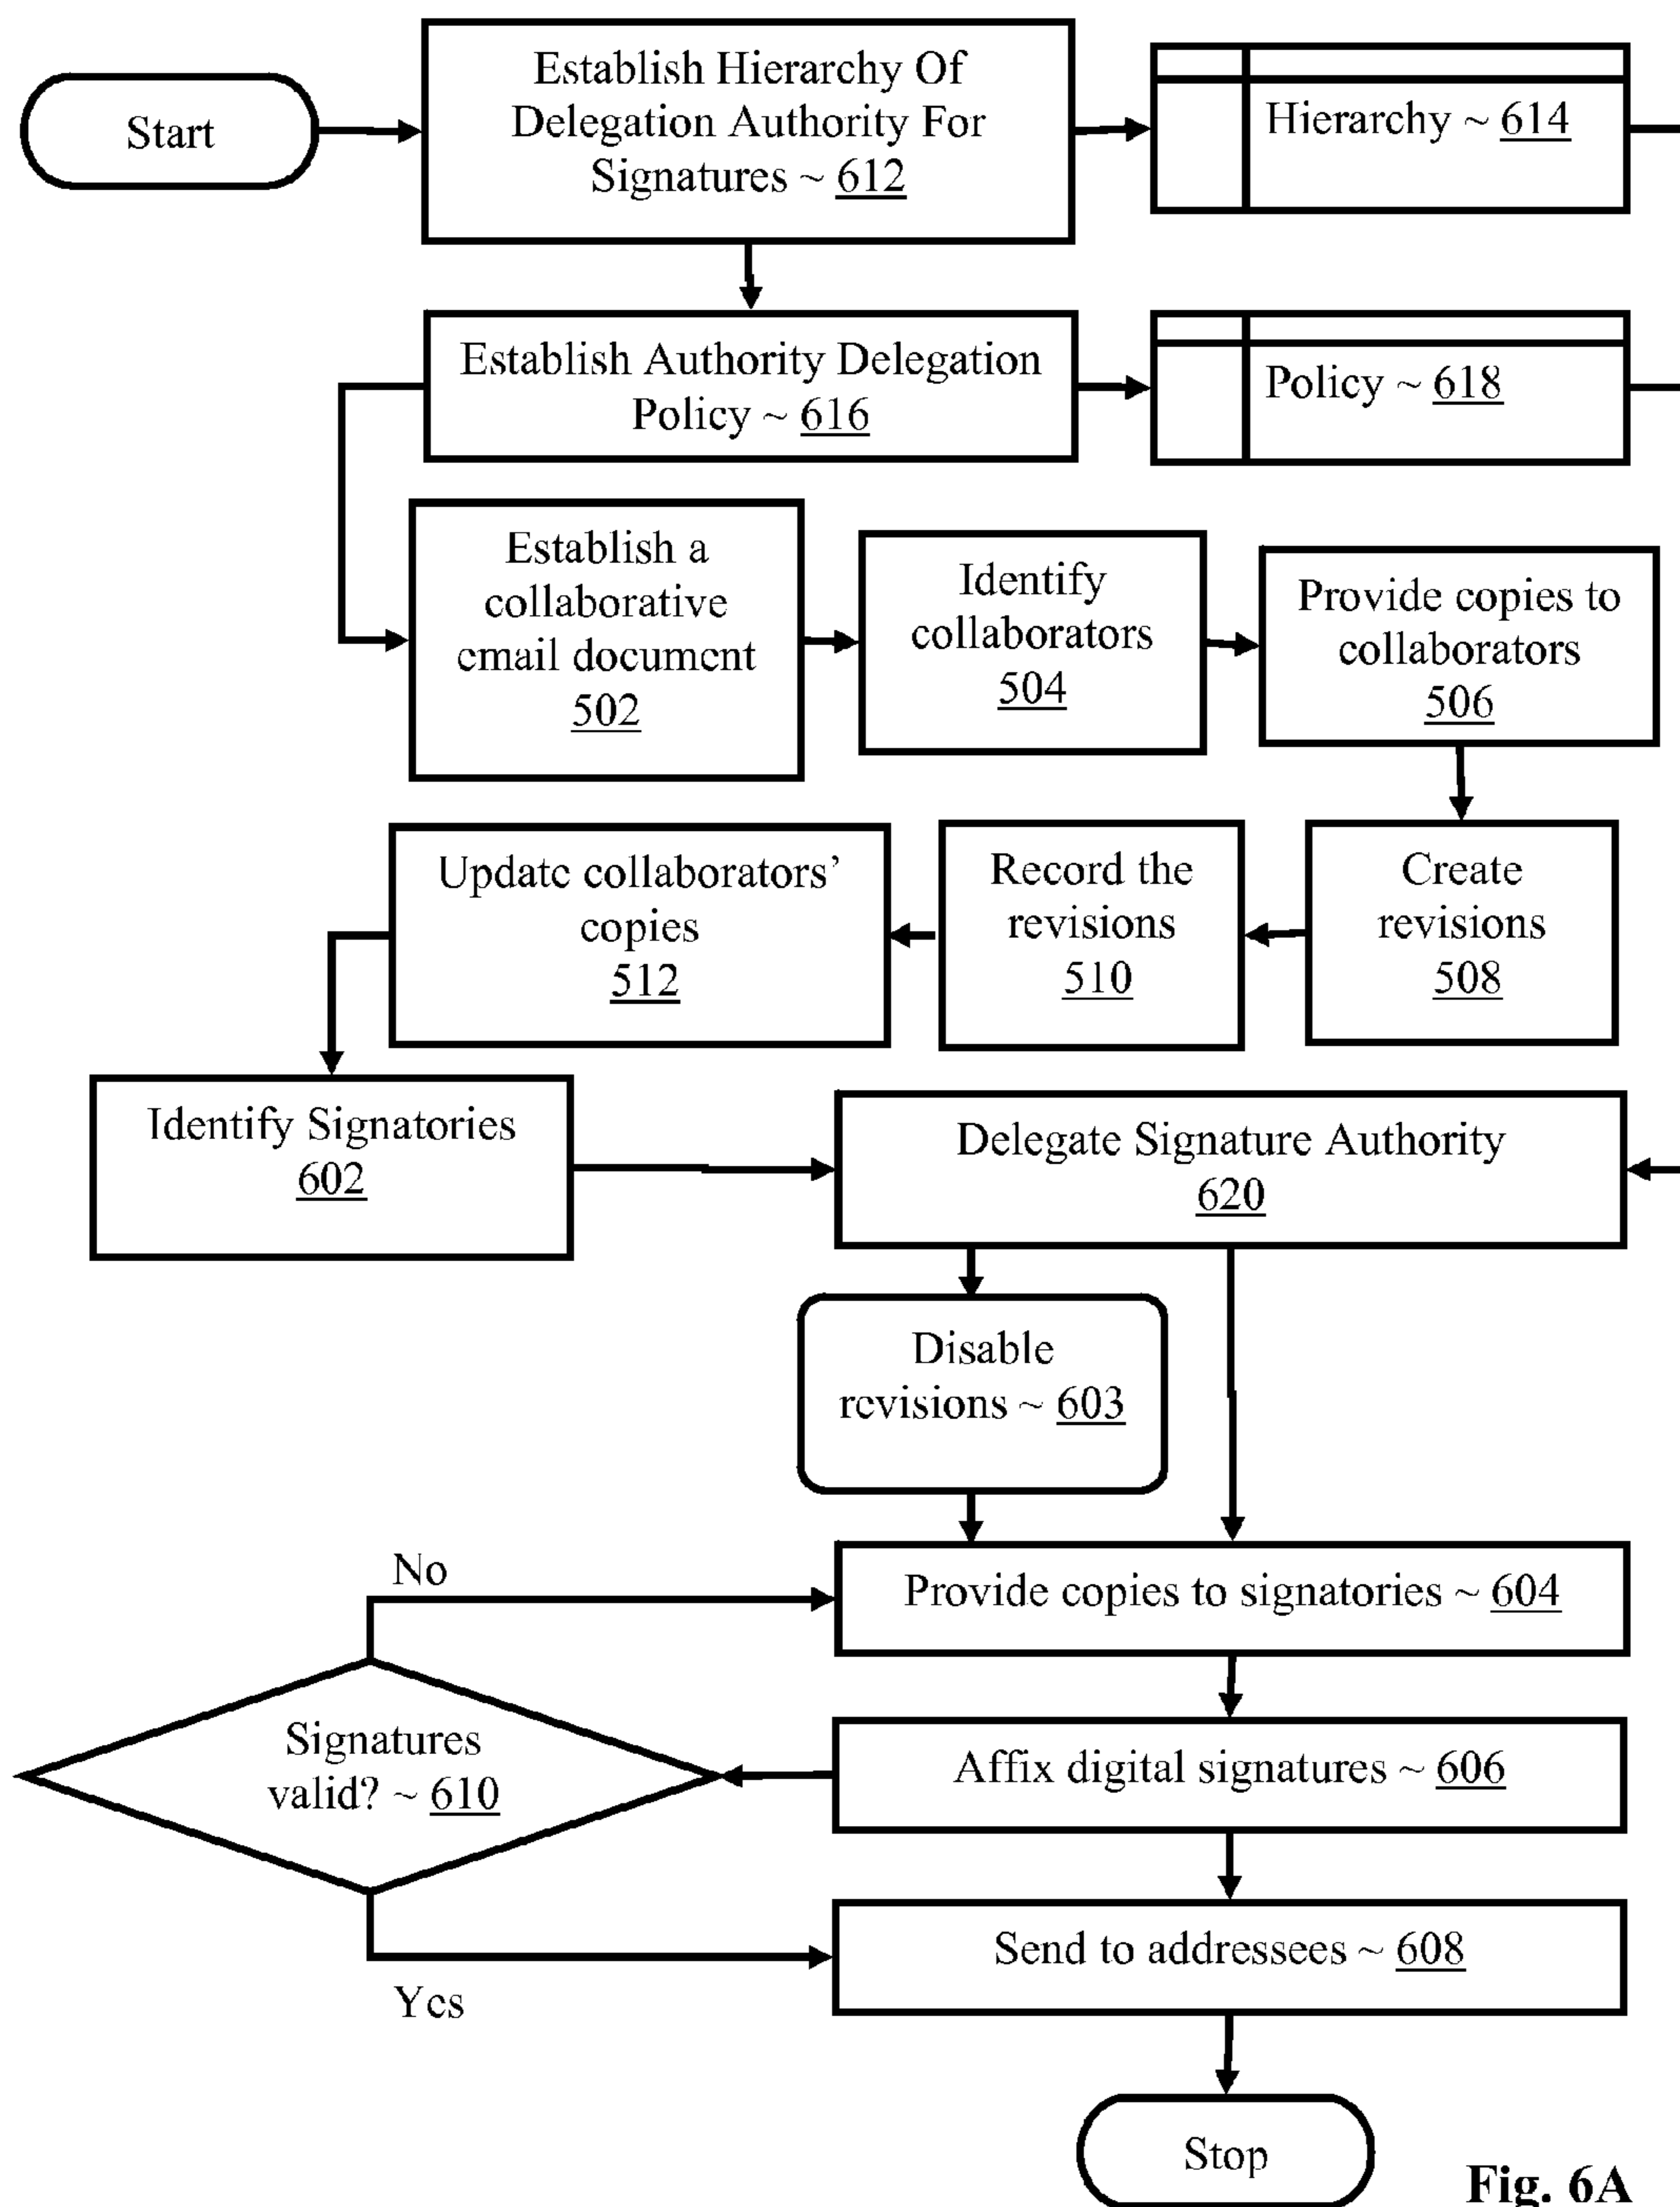 Start
Establish Hierarchy Of
Delegation Authority For
Signatures ~ 612
Hierarchy ~ 614
Establish Authority Delegation
Policy ~ 616
Policy ~ 618
Establish a
collaborative
email document
502
Identify
collaborators
504
Provide copies to
collaborators
506
Update collaborators’
copies
512
Record the
revisions
510
Create
revisions
508
Identify Signatories
602
Delegate Signature Authority
620
Disable
revisions ~ 603
No
Provide copies to signatories ~ 604
Signatures
valid? ~ 610
Affix digital signatures ~ 606
Send to addressees ~ 608
Yes
Stop
Fig. 6A